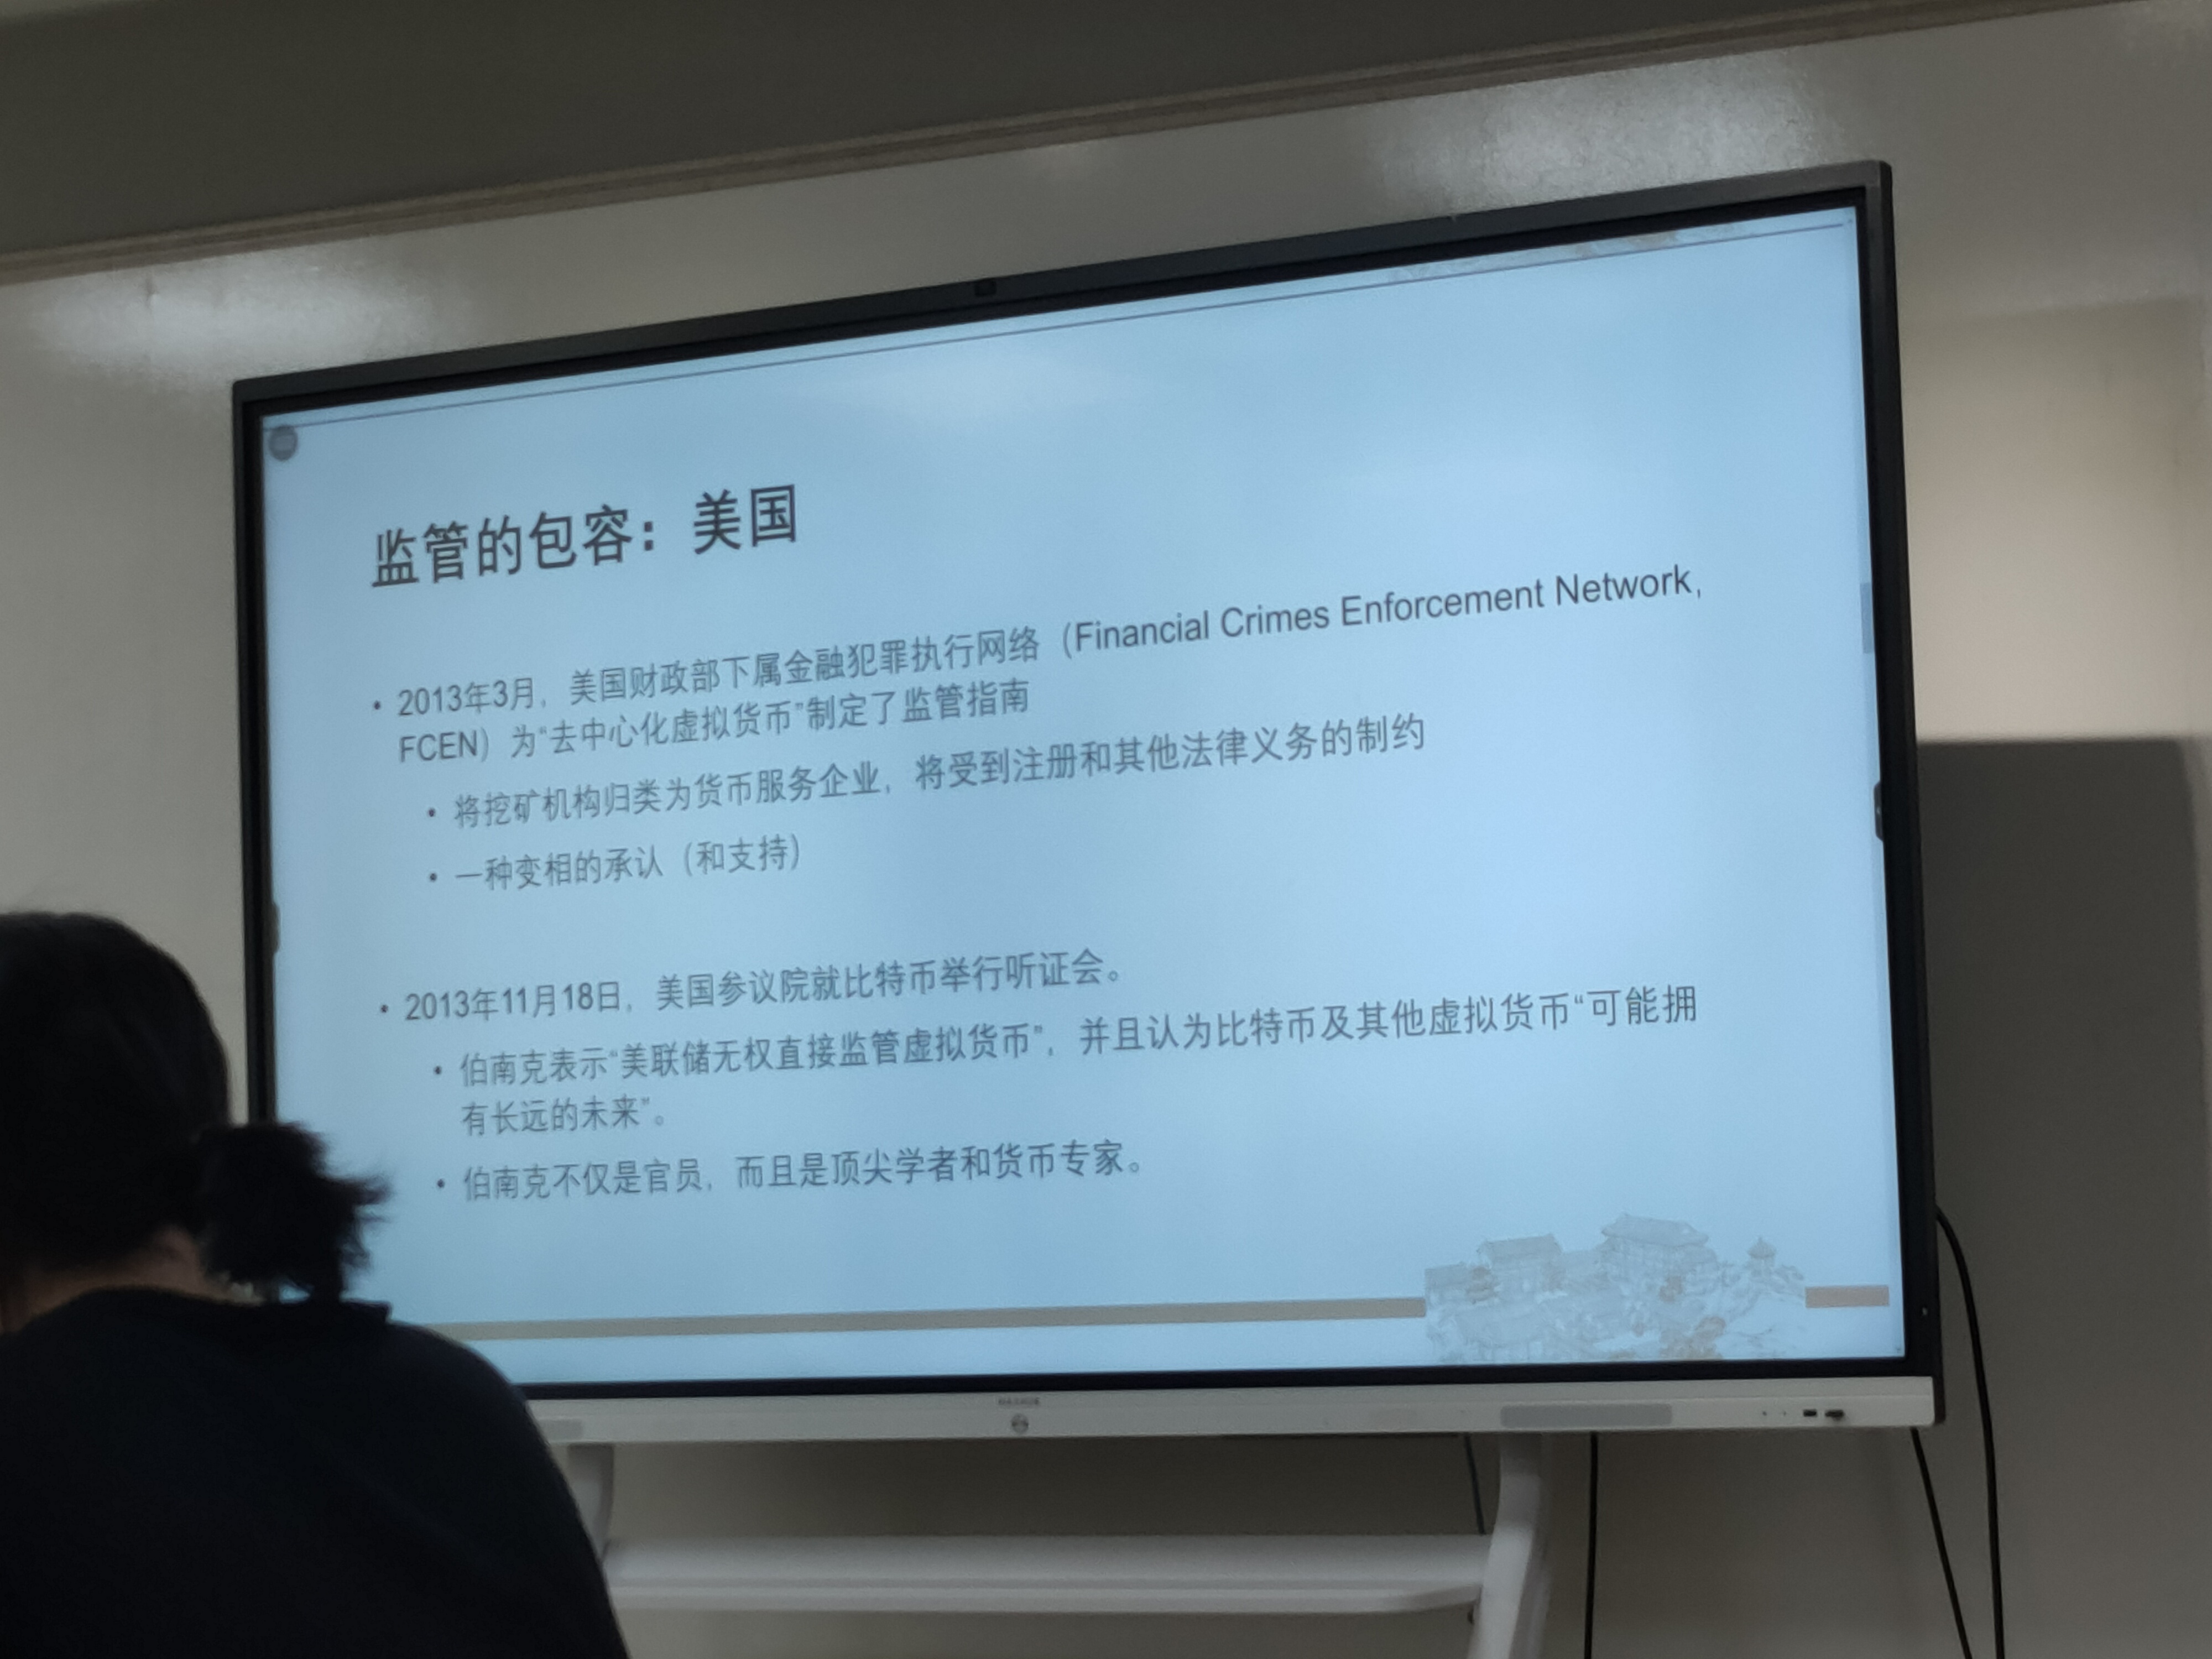 监管的包容：美国
• 2013年3月，美国财政部下属金融犯罪执行网络（Financial Crimes Enforcement Network,
FCEN）为“去中心化虚拟货币”制定了监管指南
• 将挖矿机构归类为货币服务企业，将受到注册和其他法律义务的制约
• 一种变相的承认（和支持）
• 2013年11月18日，美国参议院就比特币举行听证会。
• 伯南克表示“美联储无权直接监管虚拟货币”，并且认为比特币及其他虚拟货币“可能拥
有长远的未来”。
• 伯南克不仅是官员，而且是顶尖学者和货币专家。